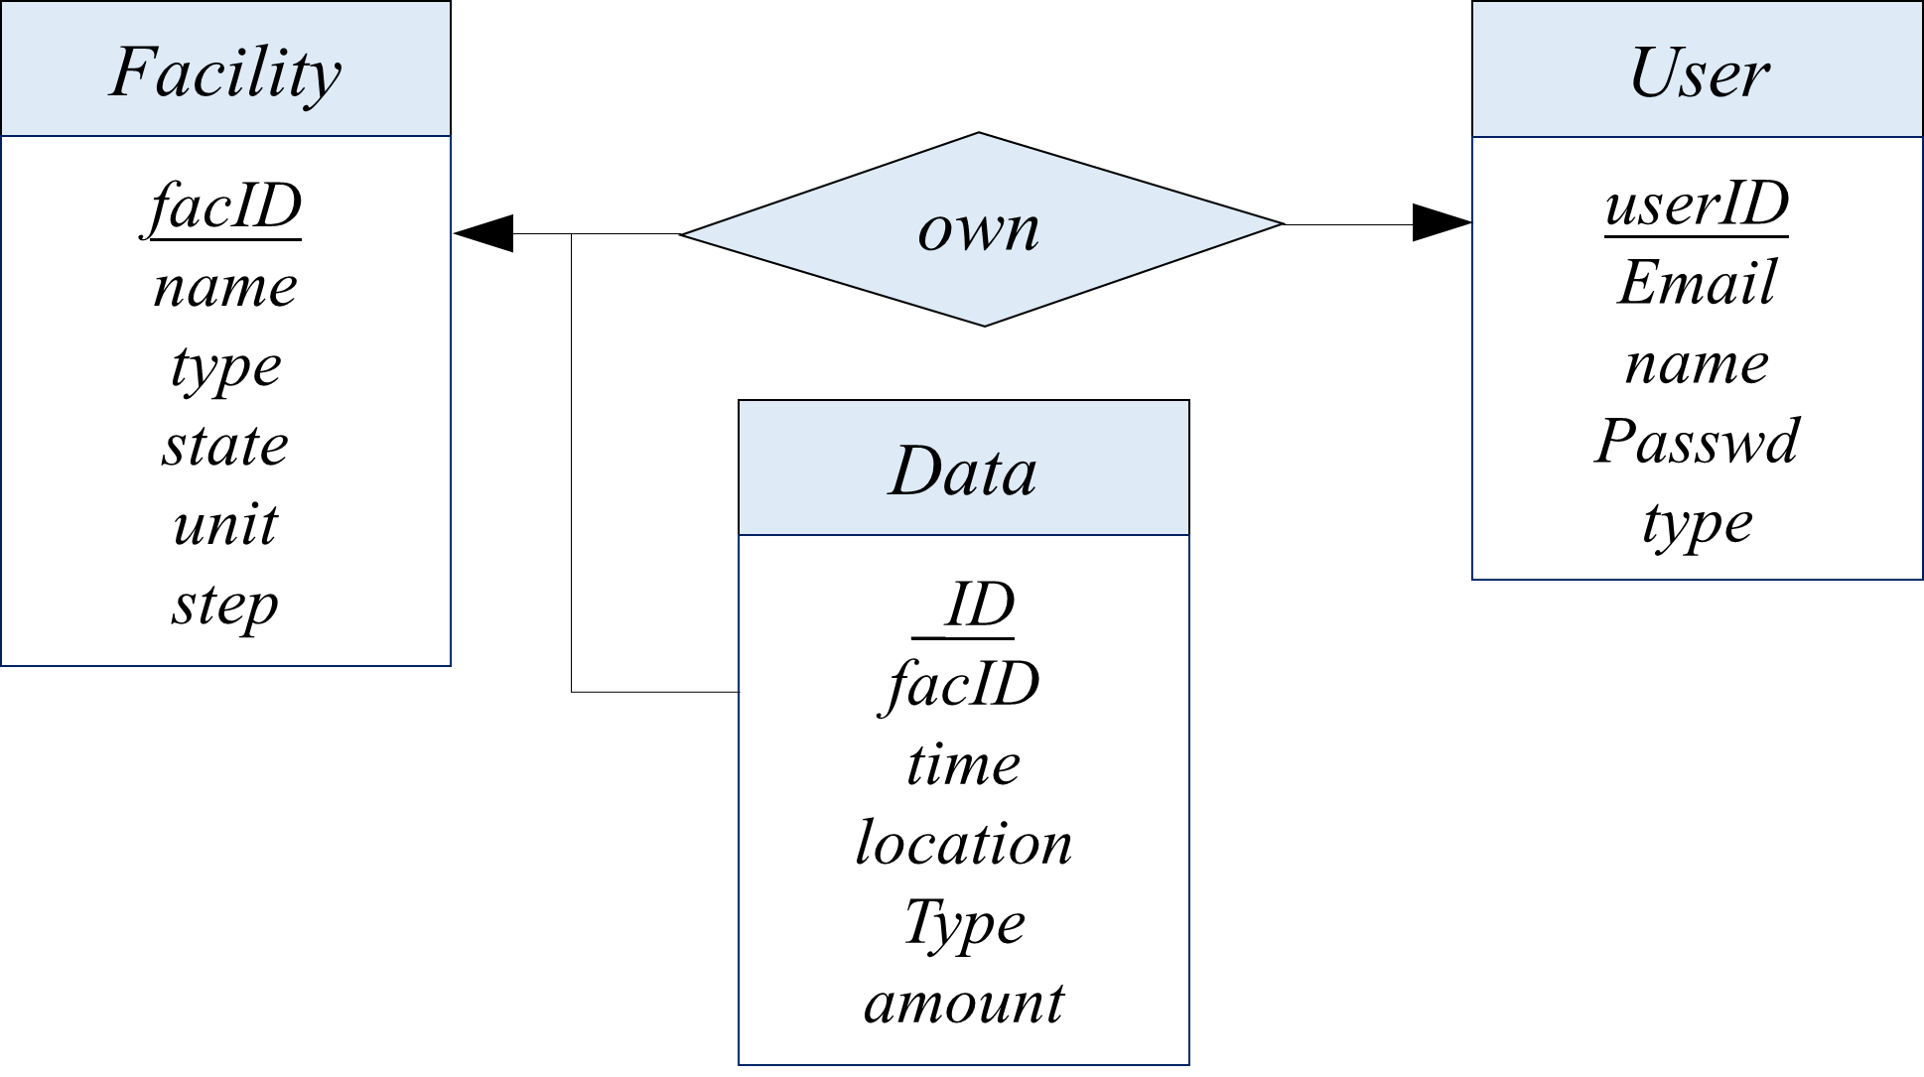 Facility
facID
name
type
state
unit
step
own
User
userID
Email
name
Passwd
type
Data
_ID
facID
time
location
Type
amount